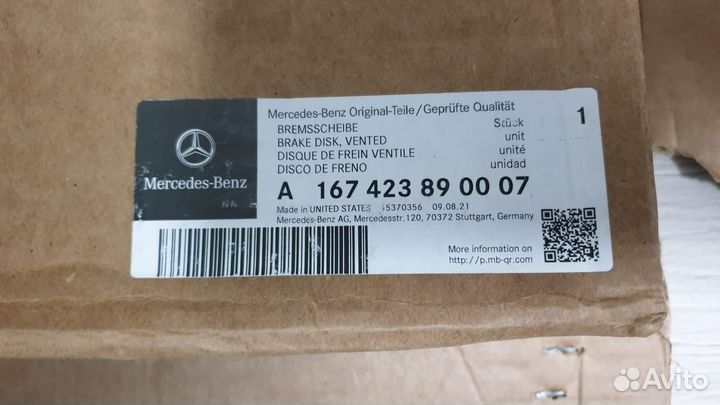 Mercedes-Benz
Mercedes-Benz Original-Teile/Geprüfte Qualität
BREMSSCHEIBE Stück 1
BRAKE DISK, VENTED unit
DISQUE DE FREIN VENTILE unité
DISCO DE FRENO unidad
A 167 423 89 00 07
Made in UNITED STATES 5370356 09.08.21
Mercedes-Benz AG, Mercedesstr.120, 70372 Stuttgart, Germany
More information on
http://p.mb-qr.com
Avito